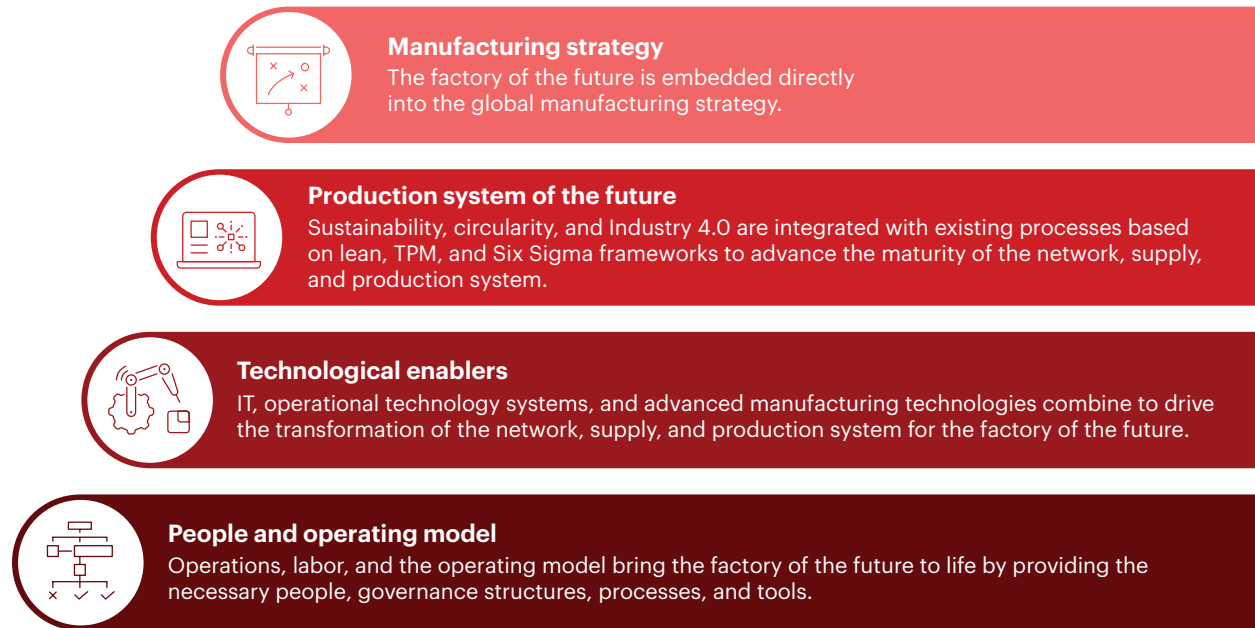 Manufacturing strategy
The factory of the future is embedded directly
into the global manufacturing strategy.
Production system of the future
Sustainability, circularity, and Industry 4.0 are integrated with existing processes based
on lean, TPM, and Six Sigma frameworks to advance the maturity of the network, supply,
and production system.
Technological enablers
IT, operational technology systems, and advanced manufacturing technologies combine to drive
the transformation of the network, supply, and production system for the factory of the future.
People and operating model
Operations, labor, and the operating model bring the factory of the future to life by providing the
necessary people, governance structures, processes, and tools.